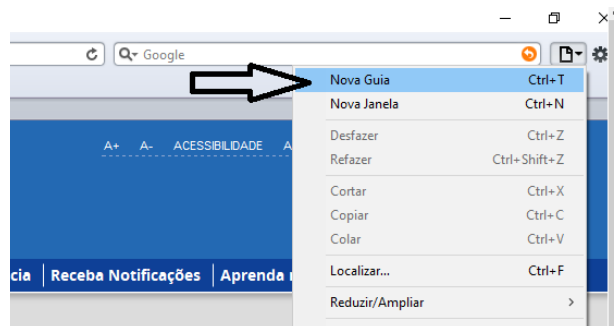 Google
Nova Guia Ctrl+T
Nova Janela Ctrl+N
Desfazer Ctrl+Z
A+ A- ACESSIBILIDADE A
Refazer Ctrl+Shift+Z
Cortar Ctrl+X
Copiar Ctrl+C
Colar Ctrl+V
cia Receba Notificações Aprenda
Localizar... Ctrl+F
Reduzir/Ampliar